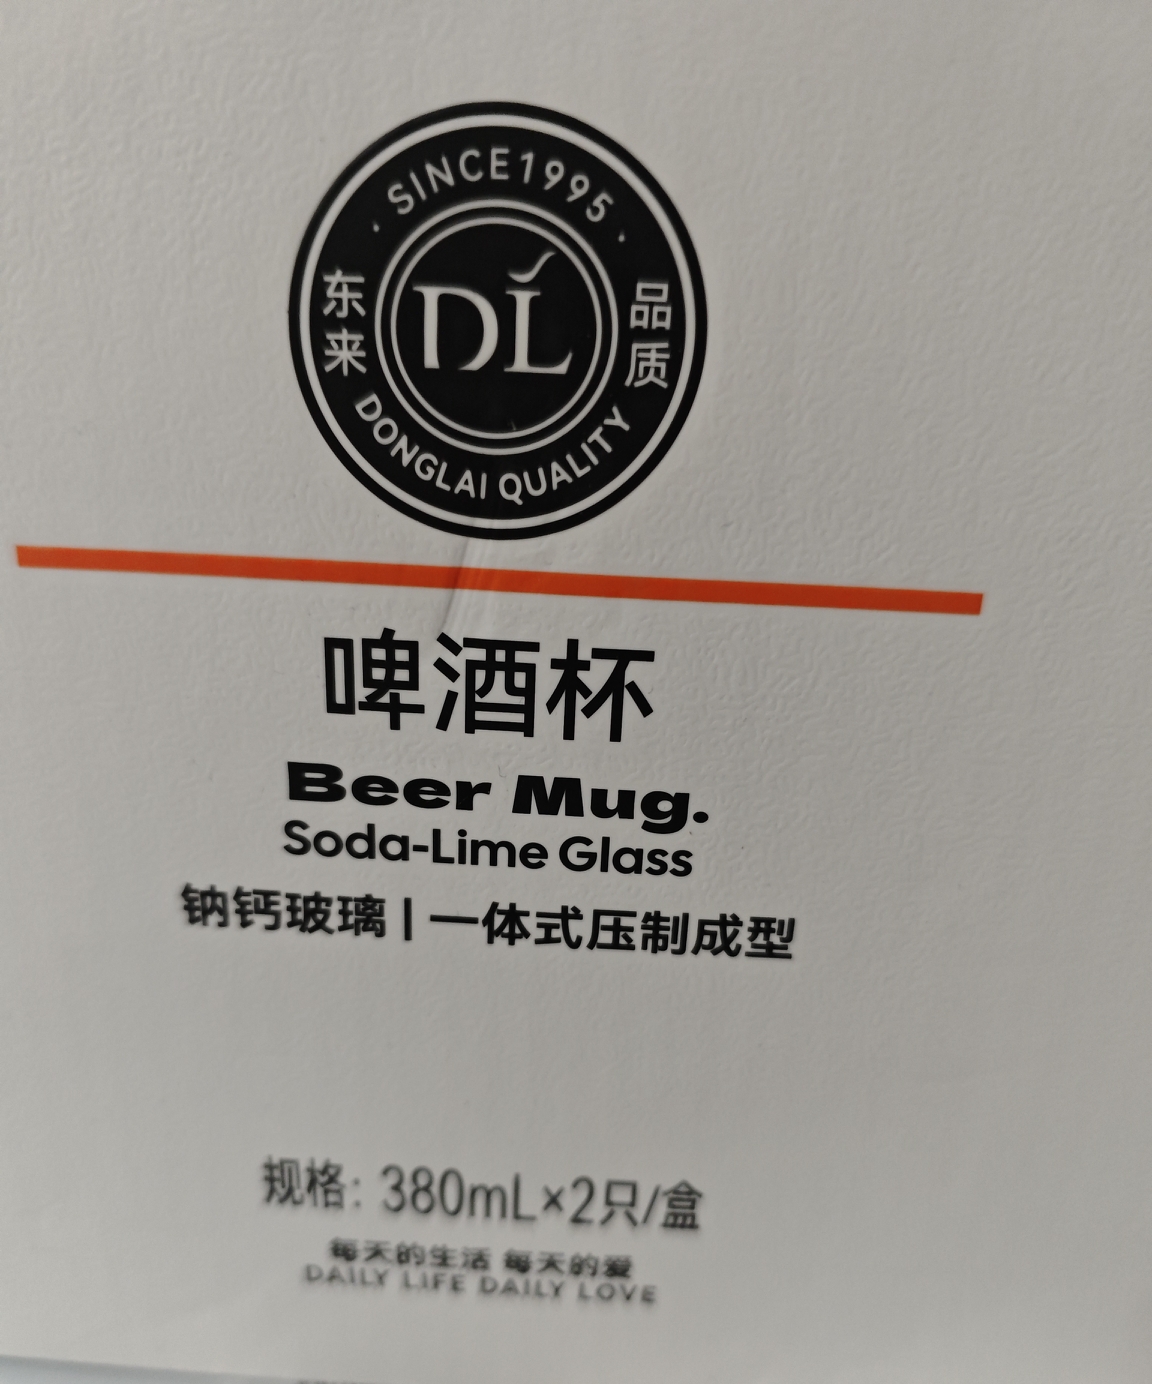 SINCE1995
东来
品质
DL
DONGLAI QUALITY
啤酒杯
Beer Mug.
Soda-Lime Glass
钠钙玻璃 | 一体式压制成型
规格: 380mL×2只/盒
每天的生活 每天的爱
DAILY LIFE DAILY LOVE